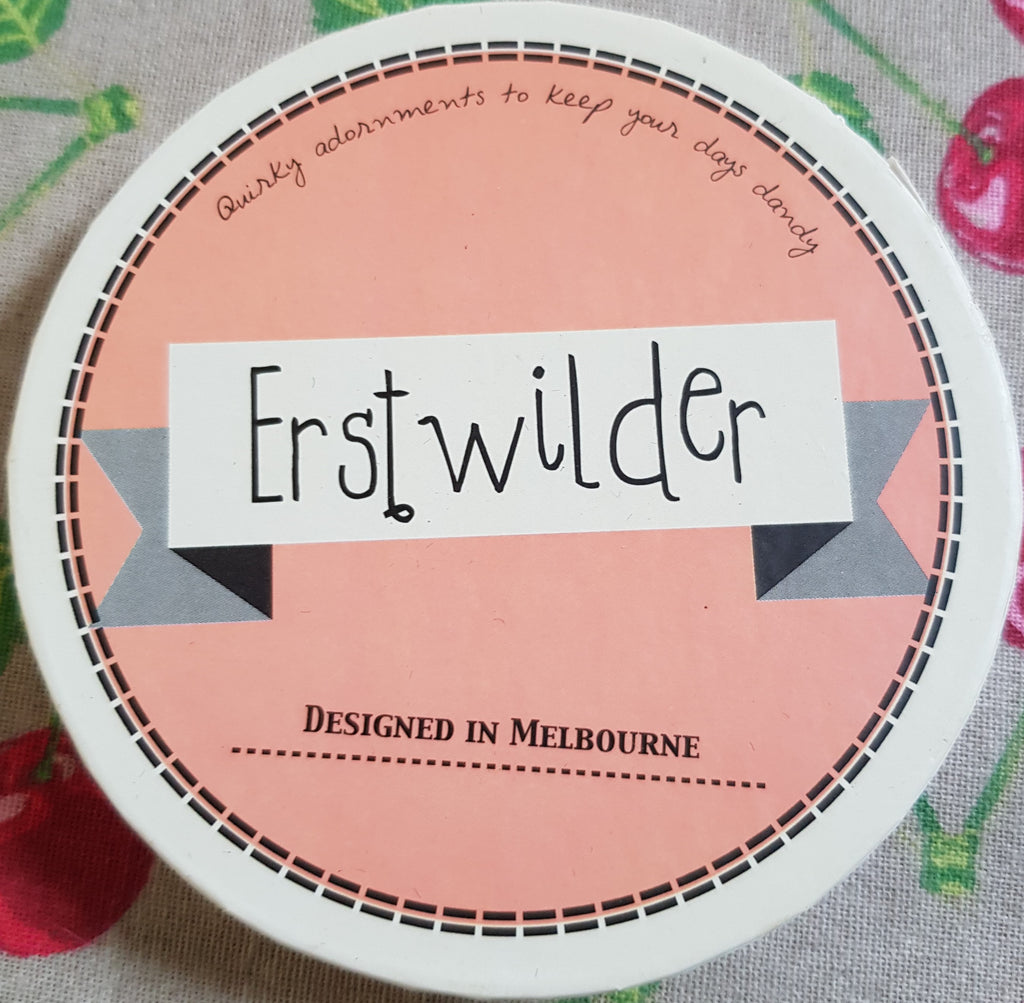 Quirky adornments to keep your days dandy
Erstwilder
DESIGNED IN MELBOURNE